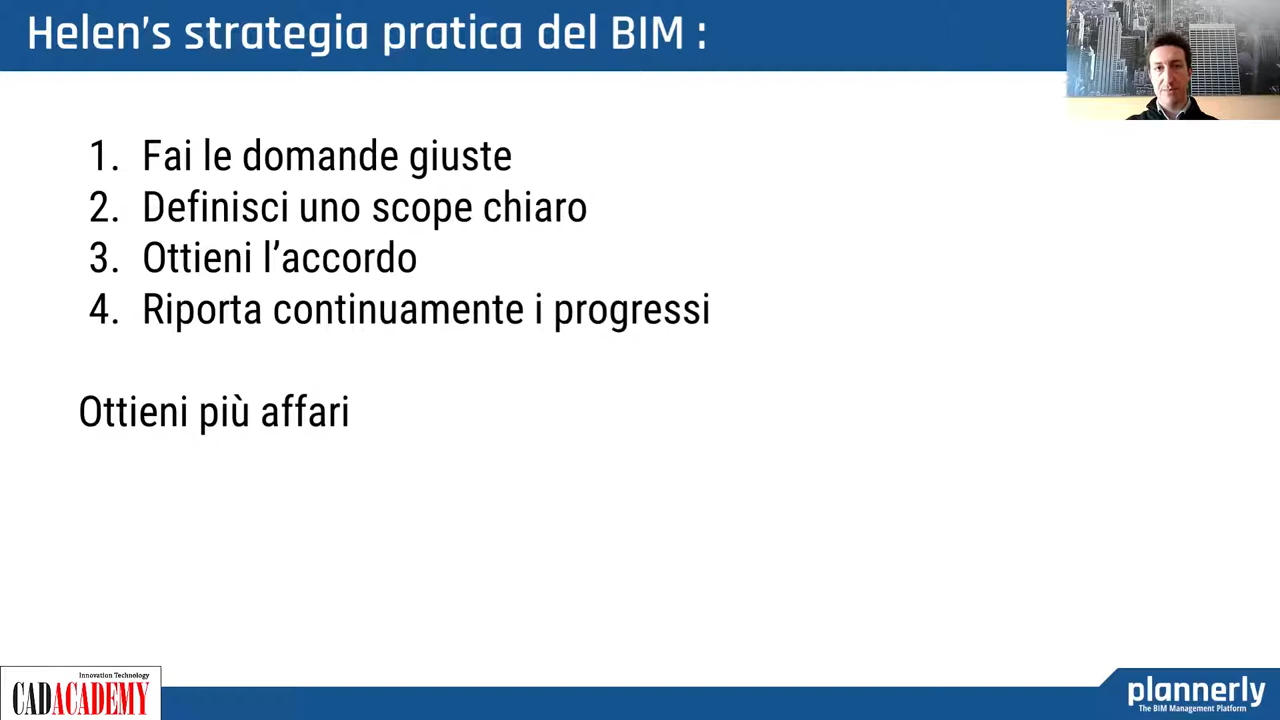 Helen's strategia pratica del BIM :
1. Fai le domande giuste
2. Definisci uno scope chiaro
3. Ottieni l’accordo
4. Riporta continuamente i progressi
Ottieni più affari
Innovation Technology
CADACADEMY
plannerly
The BIM Management Platform